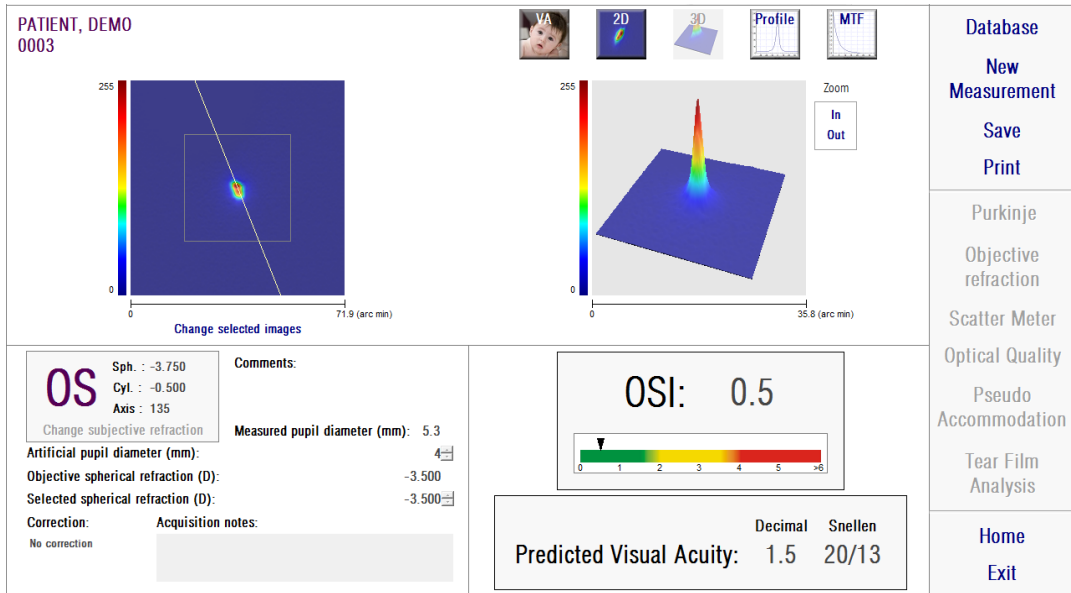 PATIENT, DEMO
0003
VA
2D
3D
Profile
MTF
255
0
0
71.9 (arc min)
Change selected images
255
0
0
35.8 (arc min)
Zoom
In
Out
OS
Sph. : -3.750
Cyl. : -0.500
Axis : 135
Change subjective refraction
Comments:
Measured pupil diameter (mm): 5.3
Artificial pupil diameter (mm): 4
Objective spherical refraction (D): -3.500
Selected spherical refraction (D): -3.500
Correction:
No correction
Acquisition notes:
OSI: 0.5
0 1 2 3 4 5 >6
Decimal Snellen
Predicted Visual Acuity: 1.5 20/13
Database
New
Measurement
Save
Print
Purkinje
Objective
refraction
Scatter Meter
Optical Quality
Pseudo
Accommodation
Tear Film
Analysis
Home
Exit